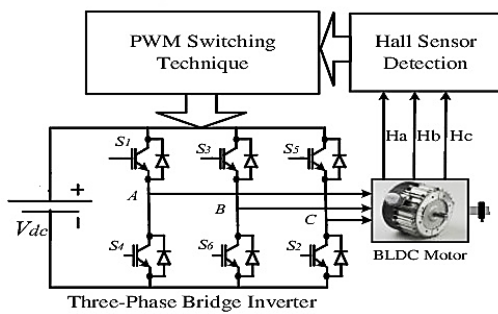 PWM Switching
Technique
Hall Sensor
Detection
Ha Hb Hc
S1 S3 S5
A
B
C
+
Vdc
-
S4 S6 S2
BLDC Motor
Three-Phase Bridge Inverter